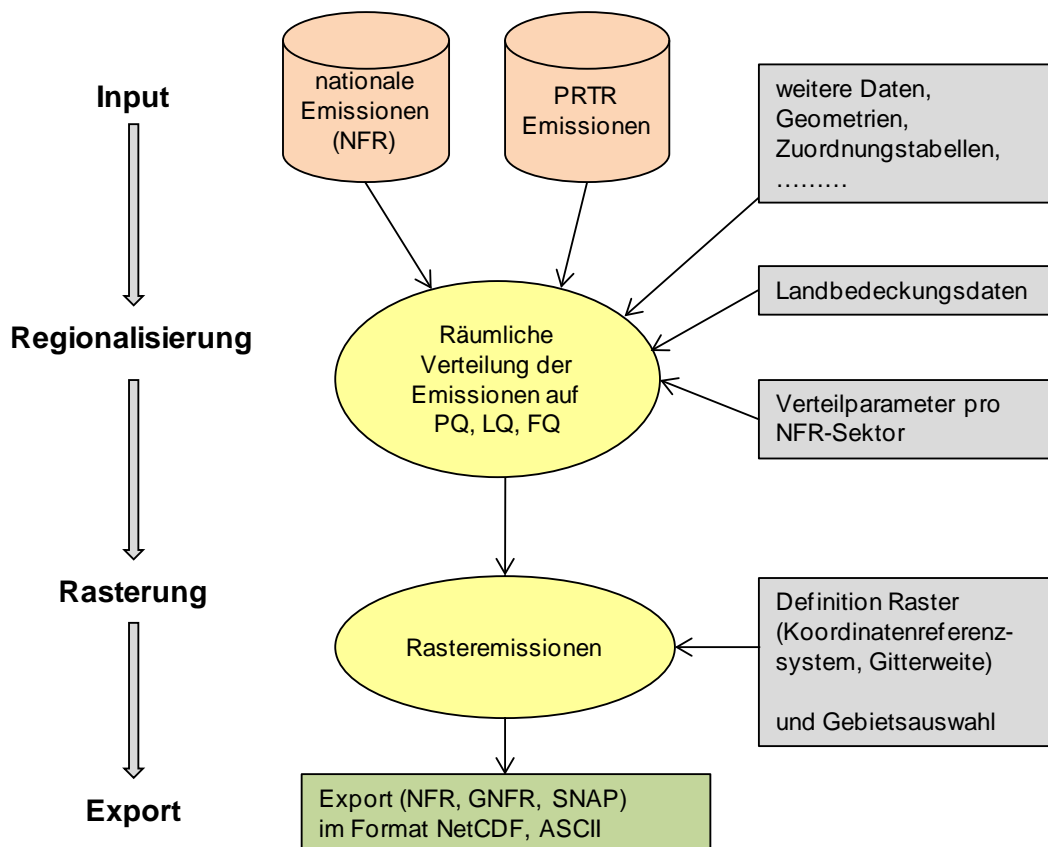 Input
nationale
Emissionen
(NFR)
PRTR
Emissionen
weitere Daten,
Geometrien,
Zuordnungstabellen,
………
Regionalisierung
Räumliche
Verteilung der
Emissionen auf
PQ, LQ, FQ
Landbedeckungsdaten
Verteilparameter pro
NFR-Sektor
Rasterung
Rasteremissionen
Definition Raster
(Koordinatenreferenz-
system, Gitterweite)
und Gebietsauswahl
Export
Export (NFR, GNFR, SNAP)
im Format NetCDF, ASCII